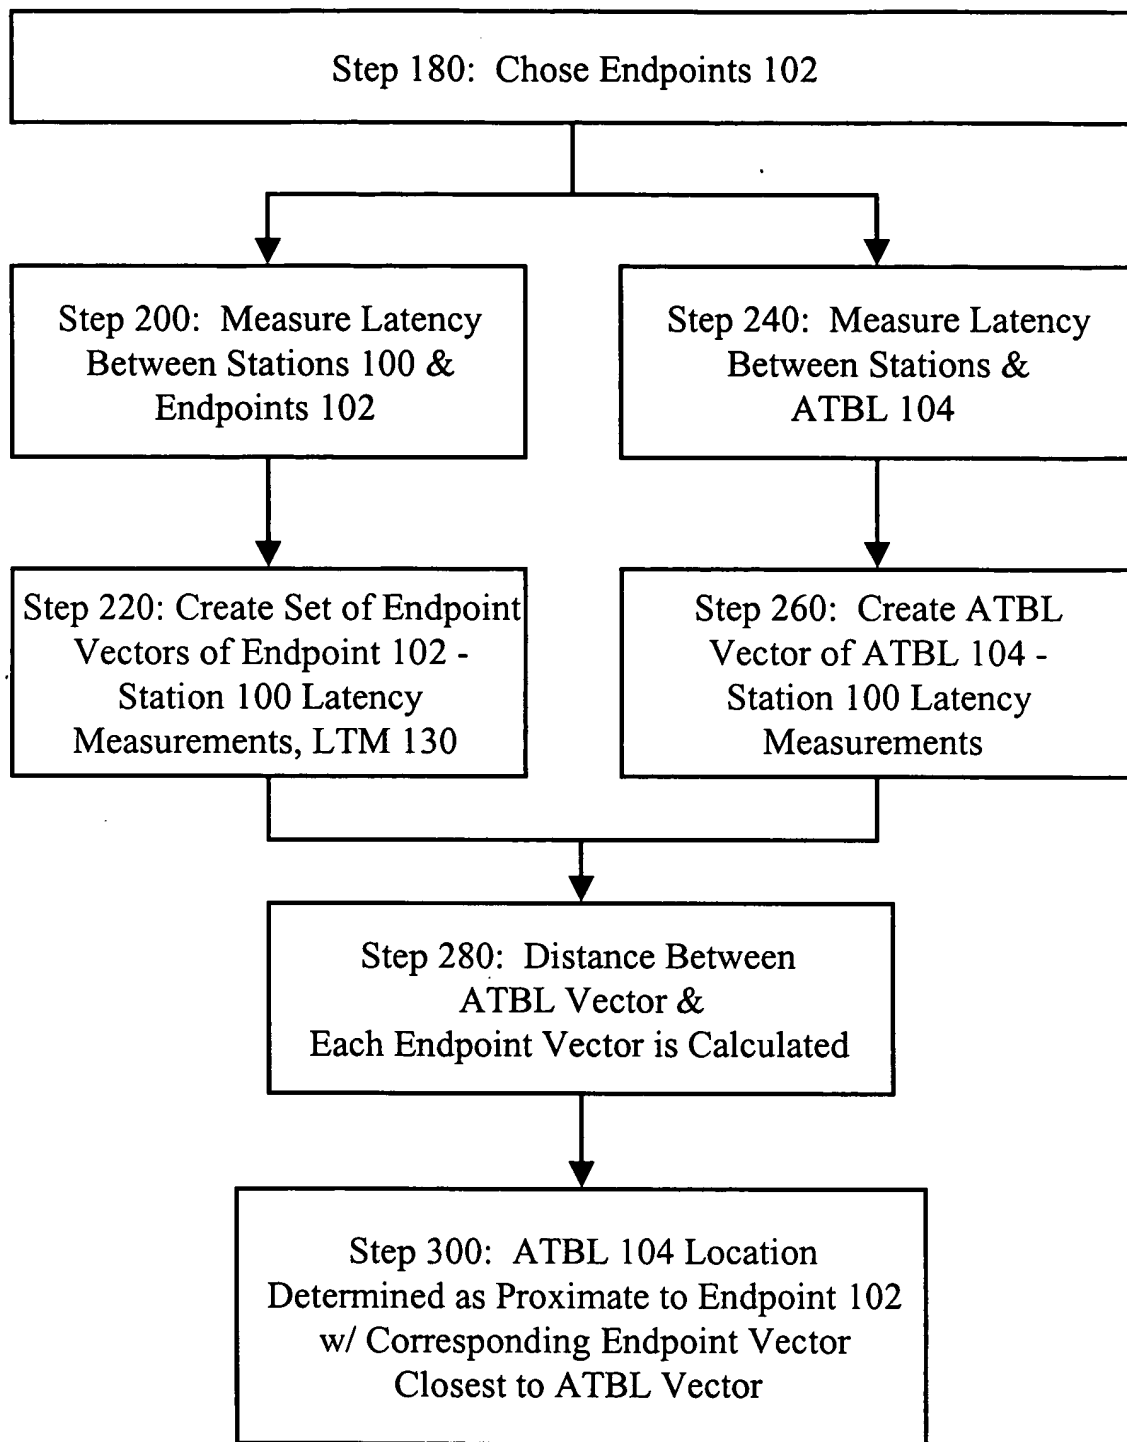 Step 180: Chose Endpoints 102
Step 200: Measure Latency
Between Stations 100 &
Endpoints 102
Step 240: Measure Latency
Between Stations &
ATBL 104
Step 220: Create Set of Endpoint
Vectors of Endpoint 102 -
Station 100 Latency
Measurements, LTM 130
Step 260: Create ATBL
Vector of ATBL 104 -
Station 100 Latency
Measurements
Step 280: Distance Between
ATBL Vector &
Each Endpoint Vector is Calculated
Step 300: ATBL 104 Location
Determined as Proximate to Endpoint 102
w/ Corresponding Endpoint Vector
Closest to ATBL Vector